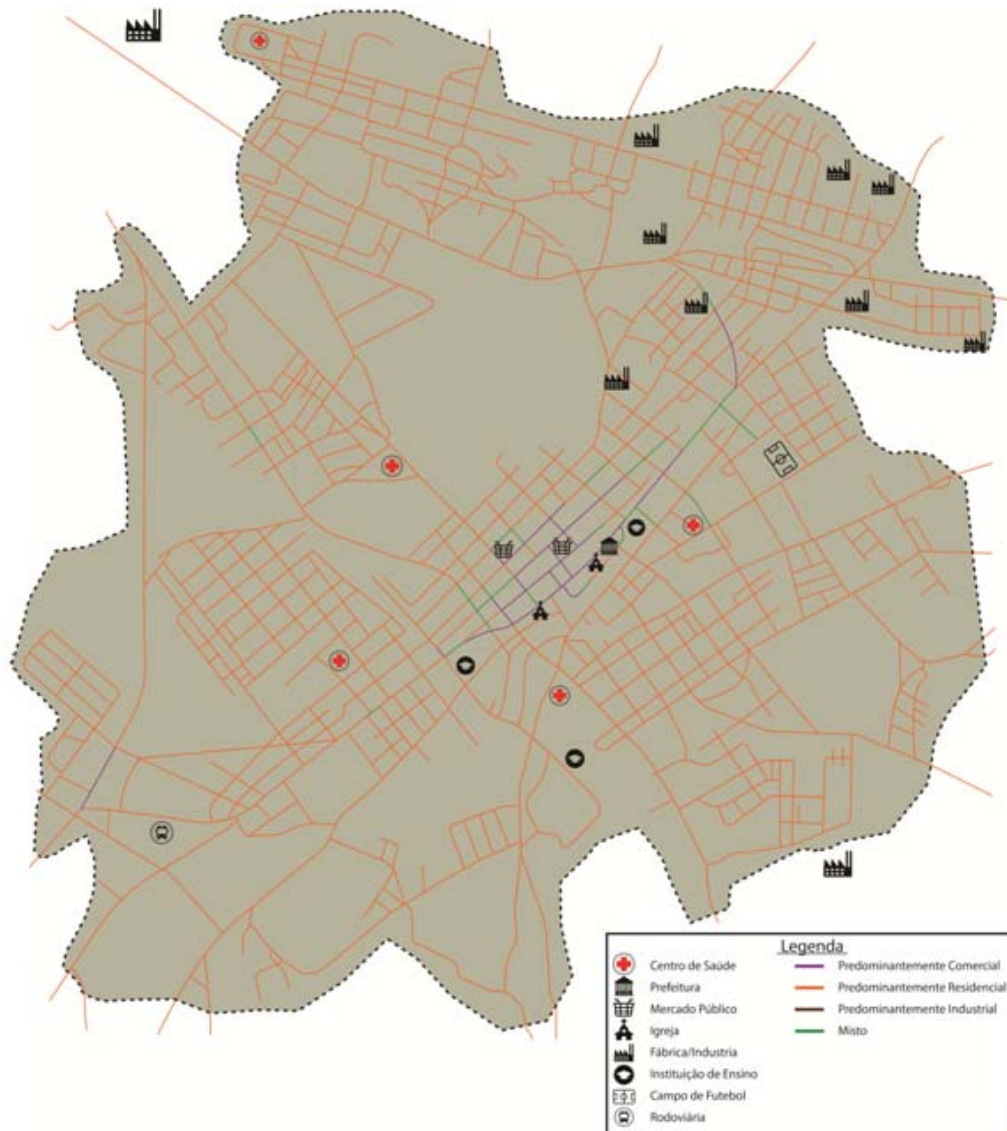 Legenda
Centro de Saúde
Prefeitura
Mercado Público
Igreja
Fábrica/Industria
Instituição de Ensino
Campo de Futebol
Rodoviária
Predominantemente Comercial
Predominantemente Residencial
Predominantemente Industrial
Misto